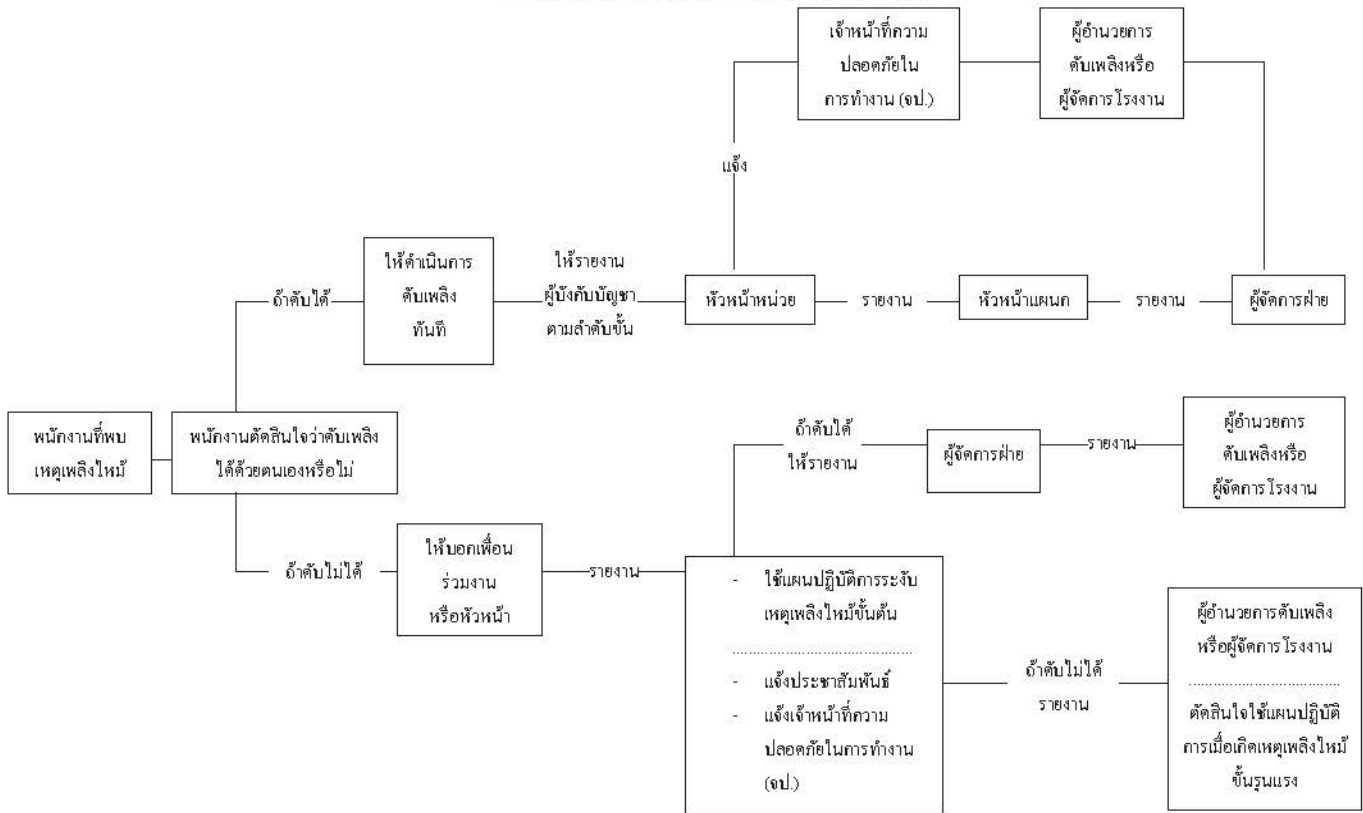 เจ้าหน้าที่ความ
ปลอดภัยใน
การทำงาน (จป.)
ผู้อำนวยการ
ดับเพลิงหรือ
ผู้จัดการโรงงาน
แจ้ง
ถ้าดับได้
ให้ดำเนินการ
ดับเพลิง
ทันที
ให้รายงาน
ผู้บังคับบัญชา
ตามลำดับขั้น
หัวหน้าหน่วย
รายงาน
หัวหน้าแผนก
รายงาน
ผู้จัดการฝ่าย
พนักงานที่พบ
เหตุเพลิงไหม้
พนักงานตัดสินใจว่าดับเพลิง
ได้ด้วยตนเองหรือไม่
ถ้าดับได้
ให้รายงาน
ผู้จัดการฝ่าย
รายงาน
ผู้อำนวยการ
ดับเพลิงหรือ
ผู้จัดการโรงงาน
ถ้าดับไม่ได้
ให้บอกเพื่อน
ร่วมงาน
หรือหัวหน้า
รายงาน
- ใช้แผนปฏิบัติการระงับ
เหตุเพลิงไหม้ขั้นต้น
- แจ้งประชาสัมพันธ์
- แจ้งเจ้าหน้าที่ความ
ปลอดภัยในการทำงาน
(จป.)
ถ้าดับไม่ได้
รายงาน
ผู้อำนวยการดับเพลิง
หรือผู้จัดการโรงงาน
ตัดสินใจใช้แผนปฏิบัติ
การเมื่อเกิดเหตุเพลิงไหม้
ขั้นรุนแรง